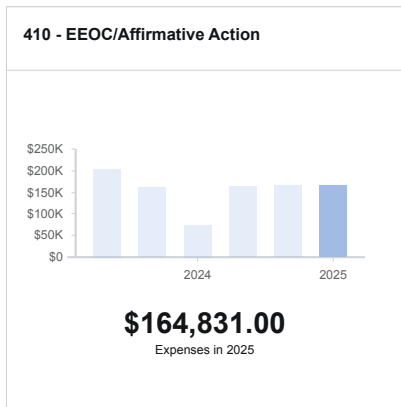 410 - EEOC/Affirmative Action
$250K
$200K
$150K
$100K
$50K
$0
2024 2025
$164,831.00
Expenses in 2025